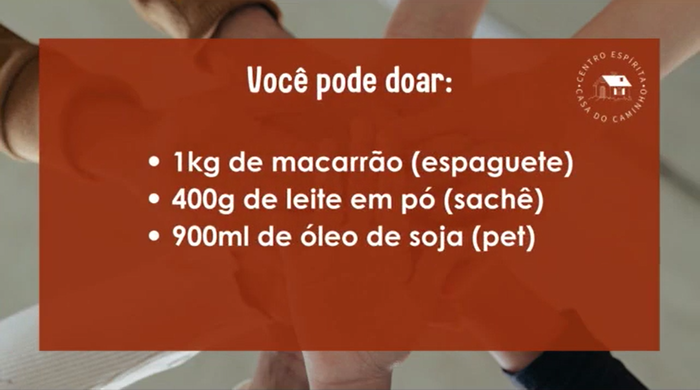 Você pode doar:
CENTRO ESPÍRITA
CASA DO CAMINHO
• 1kg de macarrão (espaguete)
• 400g de leite em pó (sachê)
• 900ml de óleo de soja (pet)